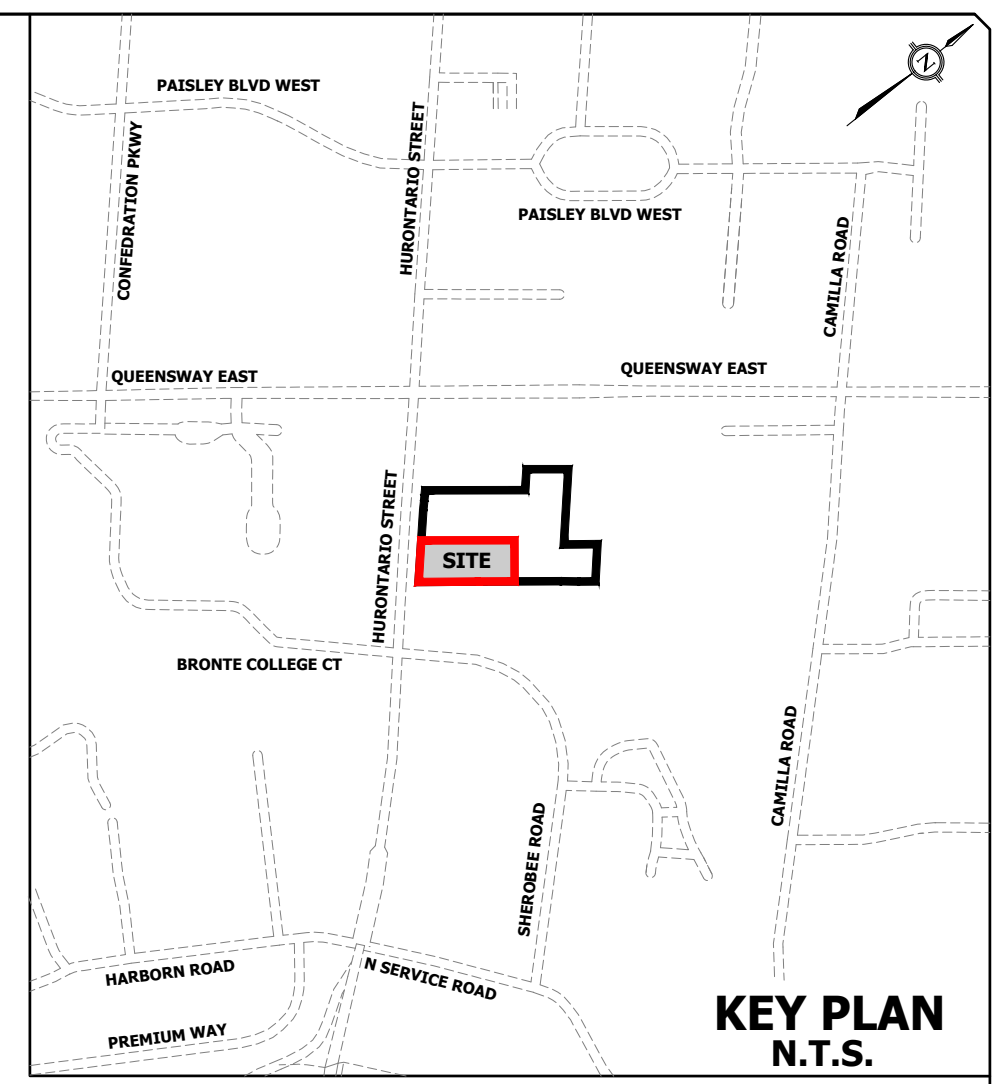 N
PAISLEY BLVD WEST
CONFEDRATION PKWY
HURONTARIO STREET
PAISLEY BLVD WEST
CAMILLA ROAD
QUEENSWAY EAST
QUEENSWAY EAST
HURONTARIO STREET
SITE
BRONTE COLLEGE CT
CAMILLA ROAD
SHEROBEE ROAD
HARBORN ROAD
N SERVICE ROAD
PREMIUM WAY
KEY PLAN
N.T.S.